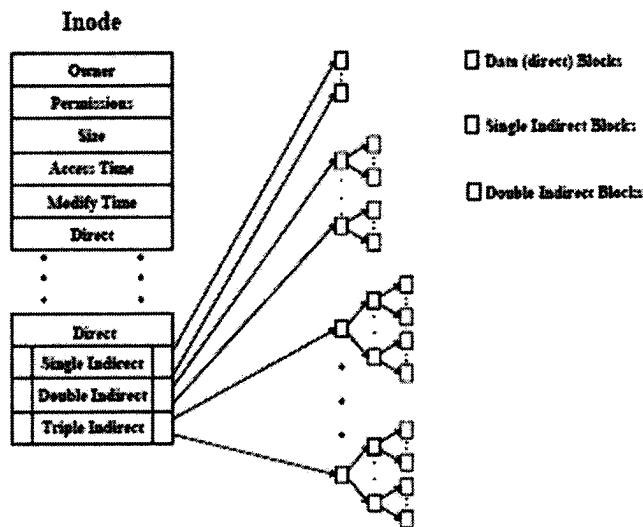 Inode
Owner
Permissions
Size
Access Time
Modify Time
Direct
Direct
Single Indirect
Double Indirect
Triple Indirect
Data (direct) Blocks
Single Indirect Blocks
Double Indirect Blocks